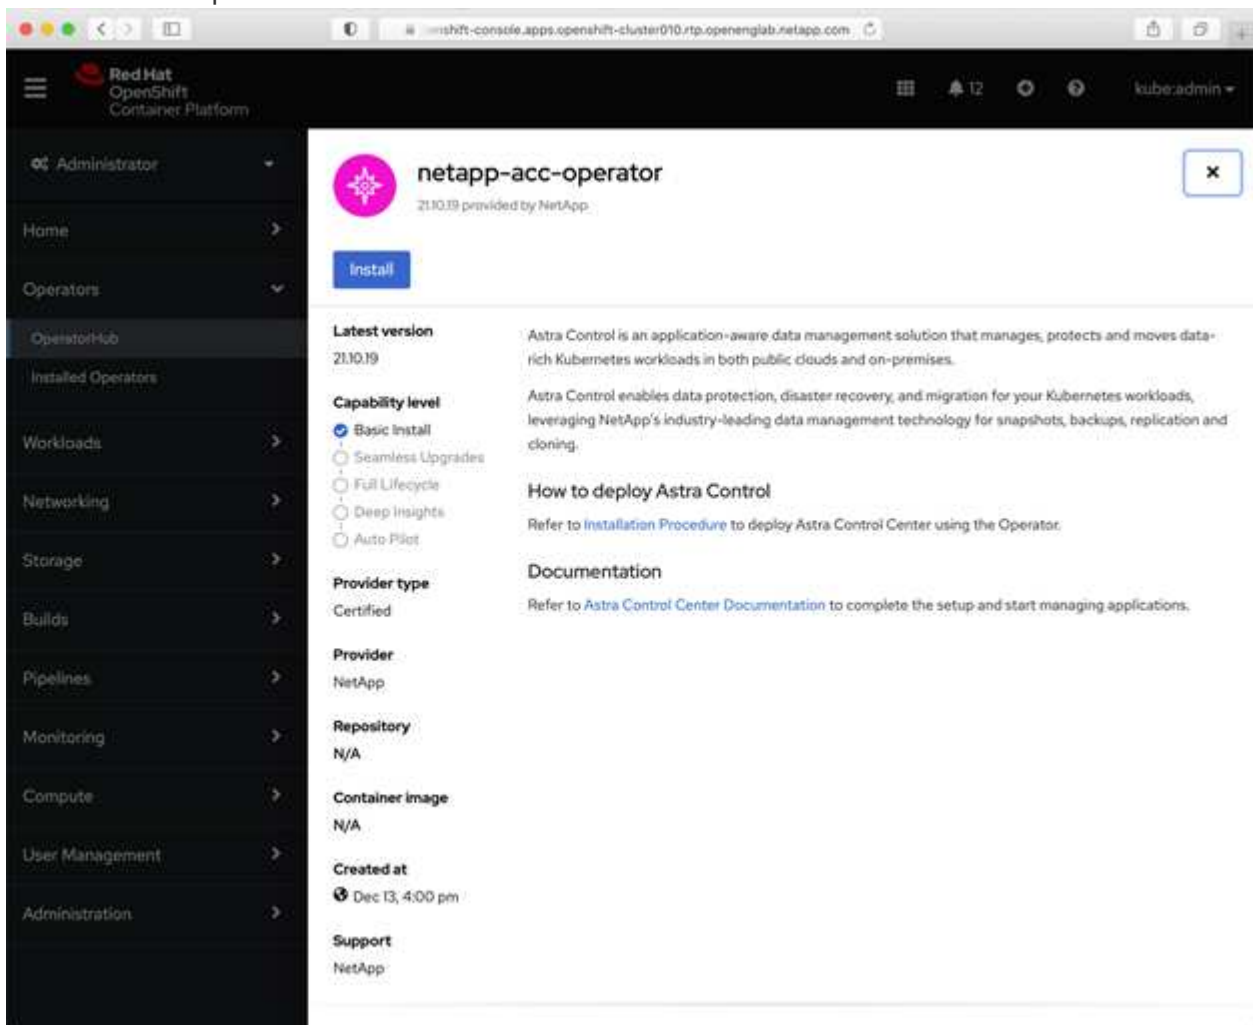 shift-console.apps.openshift-cluster010.rtp.openenglab.netapp.com
Red Hat
OpenShift
Container Platform
12
kube:admin
Administrator
Home
Operators
OperatorHub
Installed Operators
Workloads
Networking
Storage
Builds
Pipelines
Monitoring
Compute
User Management
Administration
netapp-acc-operator
21.10.19 provided by NetApp
Install
Latest version
21.10.19
Capability level
Basic Install
Seamless Upgrades
Full Lifecycle
Deep Insights
Auto Pilot
Provider type
Certified
Provider
NetApp
Repository
N/A
Container image
N/A
Created at
Dec 13, 4:00 pm
Support
NetApp
Astra Control is an application-aware data management solution that manages, protects and moves data-
rich Kubernetes workloads in both public clouds and on-premises.
Astra Control enables data protection, disaster recovery, and migration for your Kubernetes workloads,
leveraging NetApp's industry-leading data management technology for snapshots, backups, replication and
cloning.
How to deploy Astra Control
Refer to Installation Procedure to deploy Astra Control Center using the Operator.
Documentation
Refer to Astra Control Center Documentation to complete the setup and start managing applications.